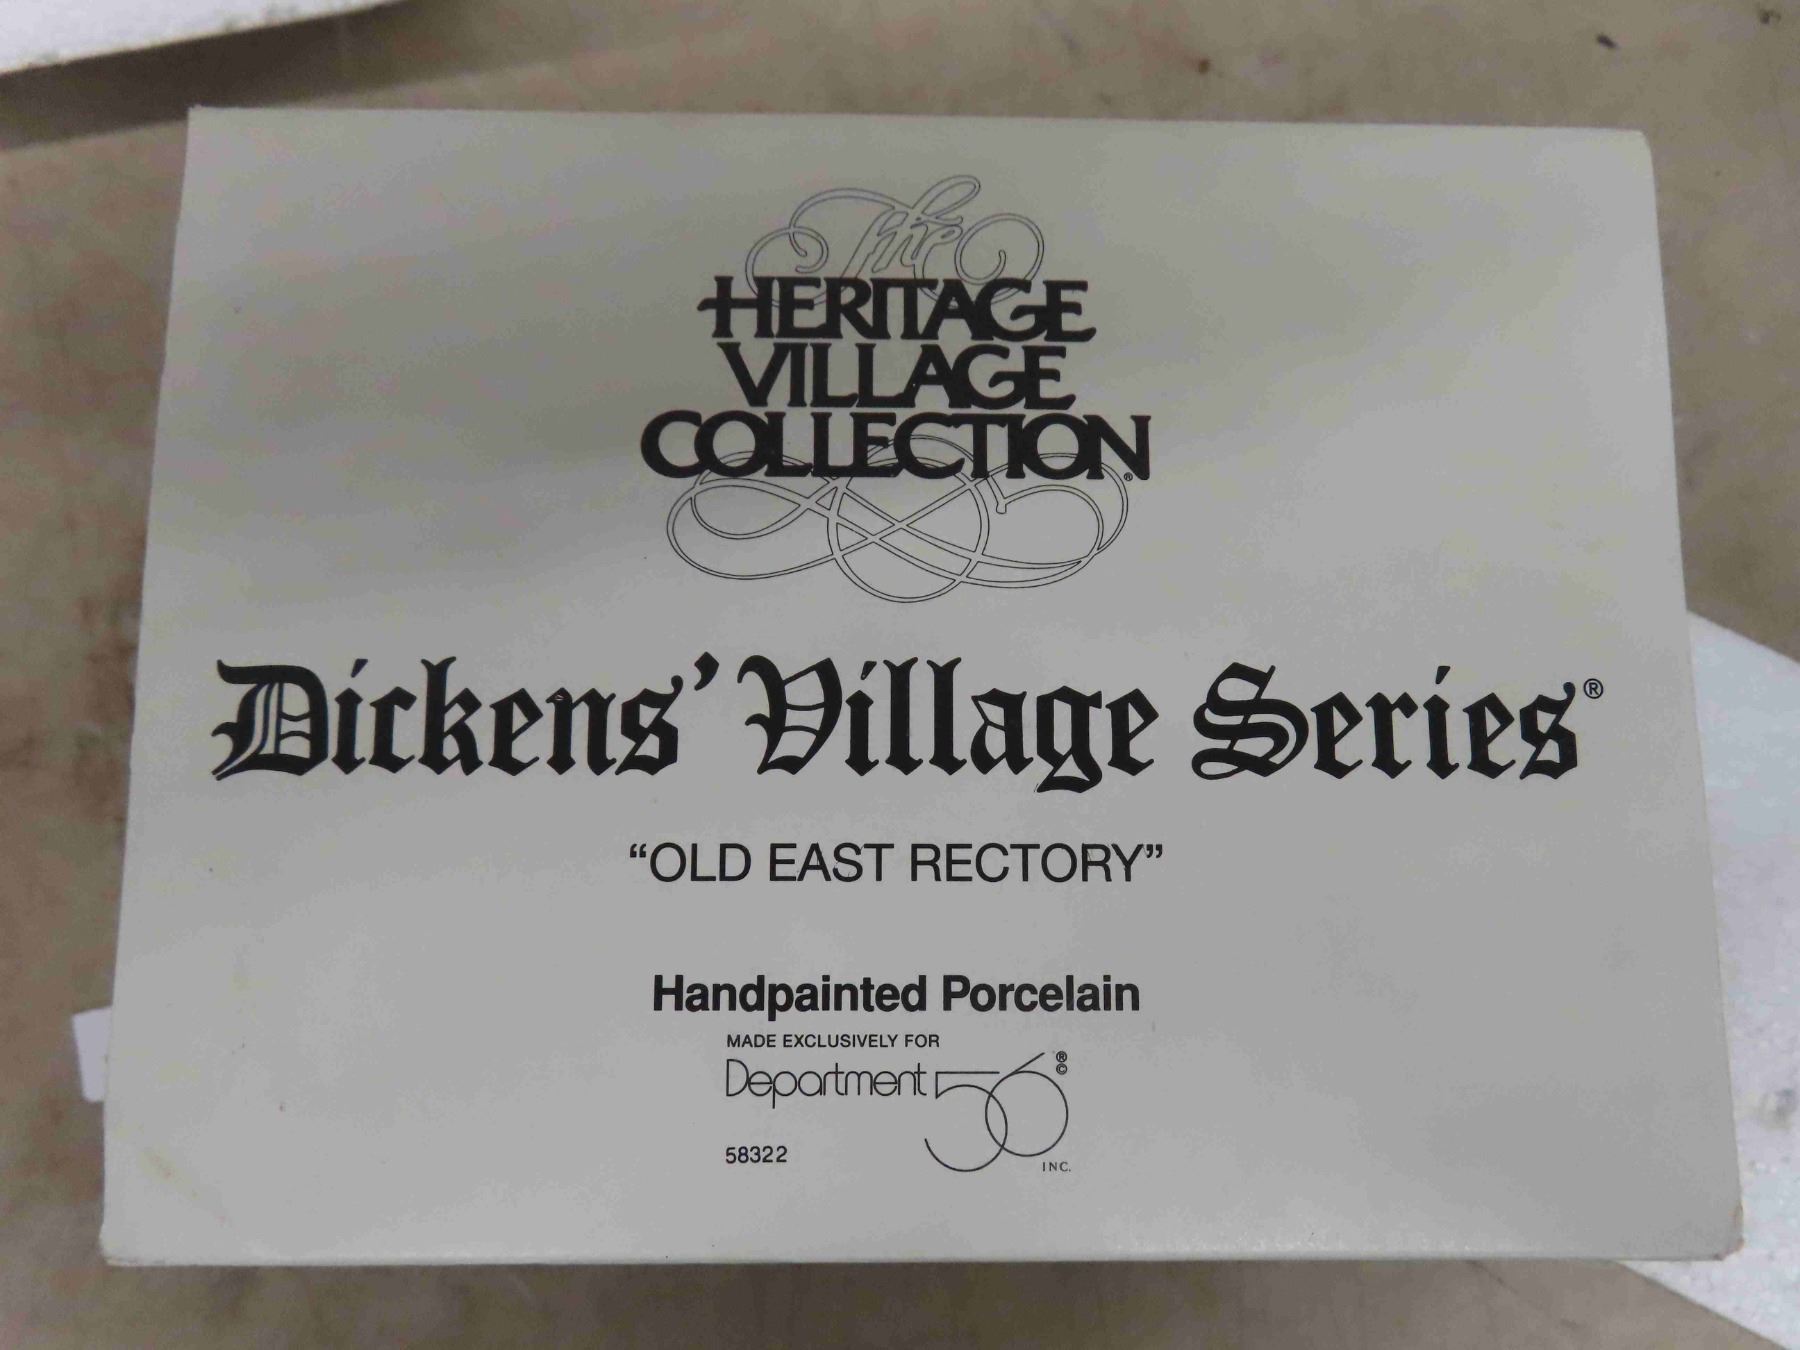 The
HERITAGE
VILLAGE
COLLECTION®
Dickens' Village Series®
“OLD EAST RECTORY”
Handpainted Porcelain
MADE EXCLUSIVELY FOR
Department 56 ® ©
58322
INC.